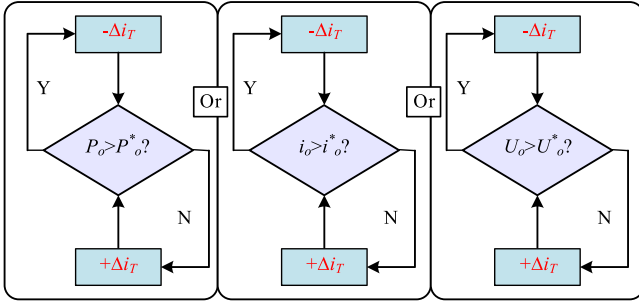 -Δi_T
Y
P_o>P^*_o?
N
+Δi_T
Or
-Δi_T
Y
i_o>i^*_o?
N
+Δi_T
Or
-Δi_T
Y
U_o>U^*_o?
N
+Δi_T